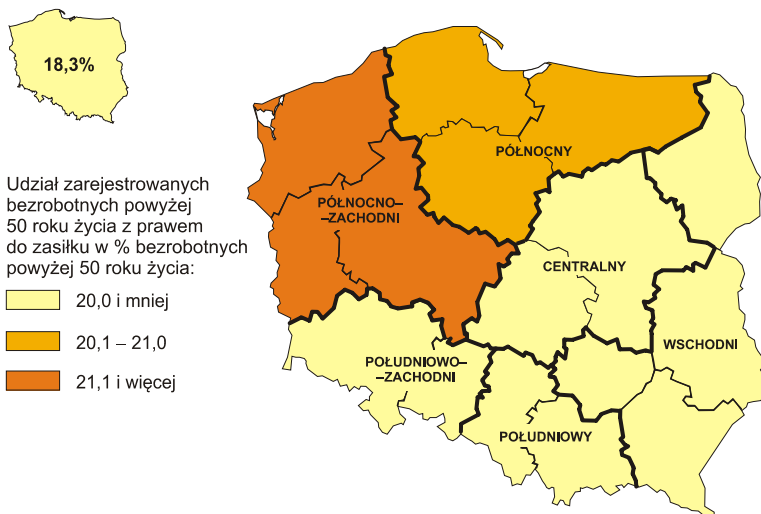 18,3%
Udział zarejestrowanych
bezrobotnych powyżej
50 roku życia z prawem
do zasiłku w % bezrobotnych
powyżej 50 roku życia:
20,0 i mniej
20,1 – 21,0
21,1 i więcej
PÓŁNOCNY
PÓŁNOCNO–
–ZACHODNI
CENTRALNY
WSCHODNI
POŁUDNIOWO–
–ZACHODNI
POŁUDNIOWY